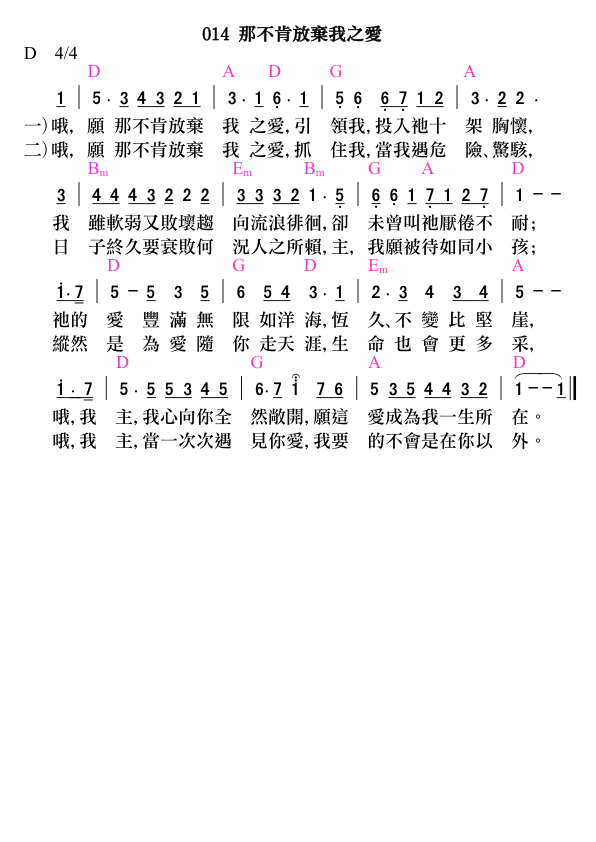 014 那不肯放棄我之愛
D 4/4
D A D G A
1 | 5 · 3 4 3 2 1 | 3 · 1 6 · 1 | 5 6 6 7 1 2 | 3 · 2 2 ·
一)哦, 願 那不肯放棄 我 之愛,引 領我,投入祂十 架 胸懷,
二)哦, 願 那不肯放棄 我 之愛,抓 住我,當我遇危 險、驚駭,
Bm Em Bm G A D
3 | 4 4 4 3 2 2 2 | 3 3 3 2 1 · 5 | 6 6 1 7 1 2 7 | 1 – –
我 雖軟弱又敗壞趨 向流浪徘徊,卻 未曾叫祂厭倦不 耐;
日 子終久要衰敗何 況人之所賴,主, 我願被待如同小 孩;
D G D Em A
1 · 7 | 5 – 5 3 5 | 6 5 4 3 · 1 | 2 · 3 4 3 4 | 5 – –
祂的 愛 豐 滿 無 限 如洋 海,恆 久、不 變 比 堅 崖,
縱然 是 為 愛 隨 你 走天 涯,生 命 也 會 更 多 采,
D G A D
1 · 7 | 5 · 5 5 3 4 5 | 6 · 7 1 7 6 | 5 3 5 4 4 3 2 | 1 – – 1 ‖
哦,我 主,我心向你全 然敞開,願這 愛成為我一生所 在。
哦,我 主,當一次次遇 見你愛,我要 的不會是在你以 外。